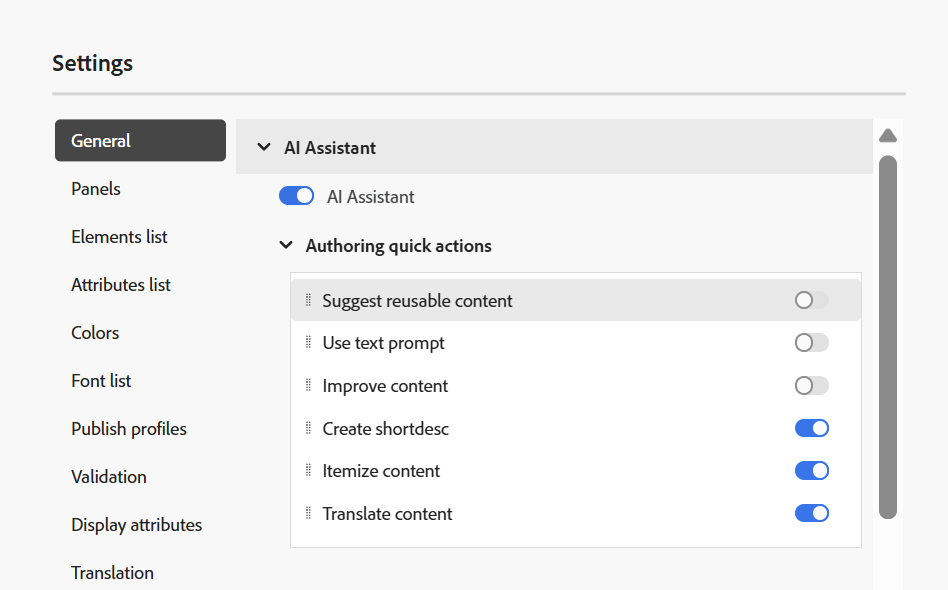 Settings
General
Panels
Elements list
Attributes list
Colors
Font list
Publish profiles
Validation
Display attributes
Translation
AI Assistant
AI Assistant
Authoring quick actions
Suggest reusable content
Use text prompt
Improve content
Create shortdesc
Itemize content
Translate content